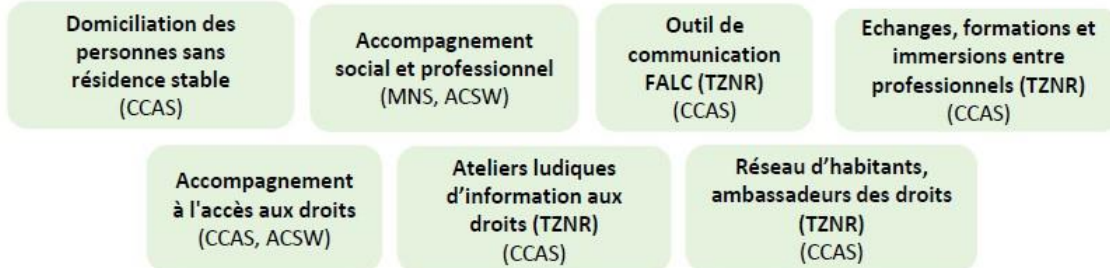 Domiciliation des
personnes sans
résidence stable
(CCAS)
Accompagnement
social et professionnel
(MNS, ACSW)
Outil de
communication
FALC (TZNR)
(CCAS)
Echanges, formations et
immersions entre
professionnels (TZNR)
(CCAS)
Accompagnement
à l'accès aux droits
(CCAS, ACSW)
Ateliers ludiques
d’information aux
droits (TZNR)
(CCAS)
Réseau d’habitants,
ambassadeurs des droits
(TZNR)
(CCAS)